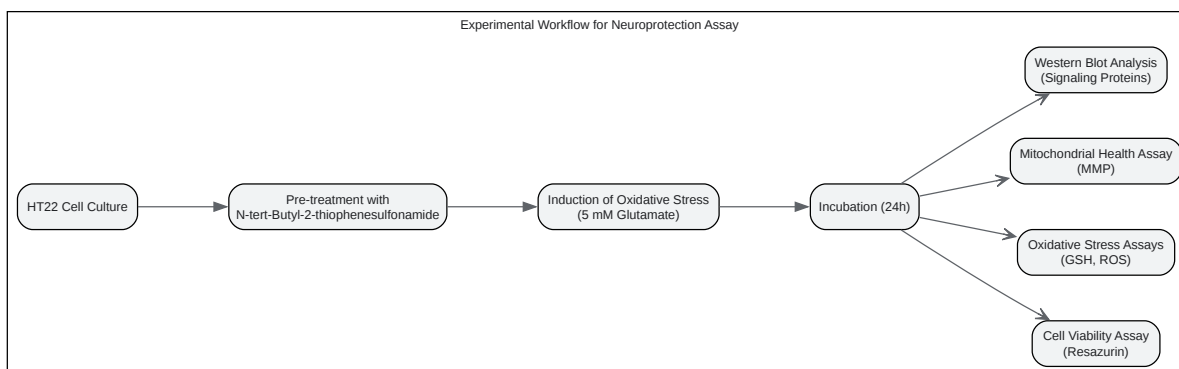 Experimental Workflow for Neuroprotection Assay
HT22 Cell Culture
Pre-treatment with
N-tert-Butyl-2-thiophenesulfonamide
Induction of Oxidative Stress
(5 mM Glutamate)
Incubation (24h)
Western Blot Analysis
(Signaling Proteins)
Mitochondrial Health Assay
(MMP)
Oxidative Stress Assays
(GSH, ROS)
Cell Viability Assay
(Resazurin)